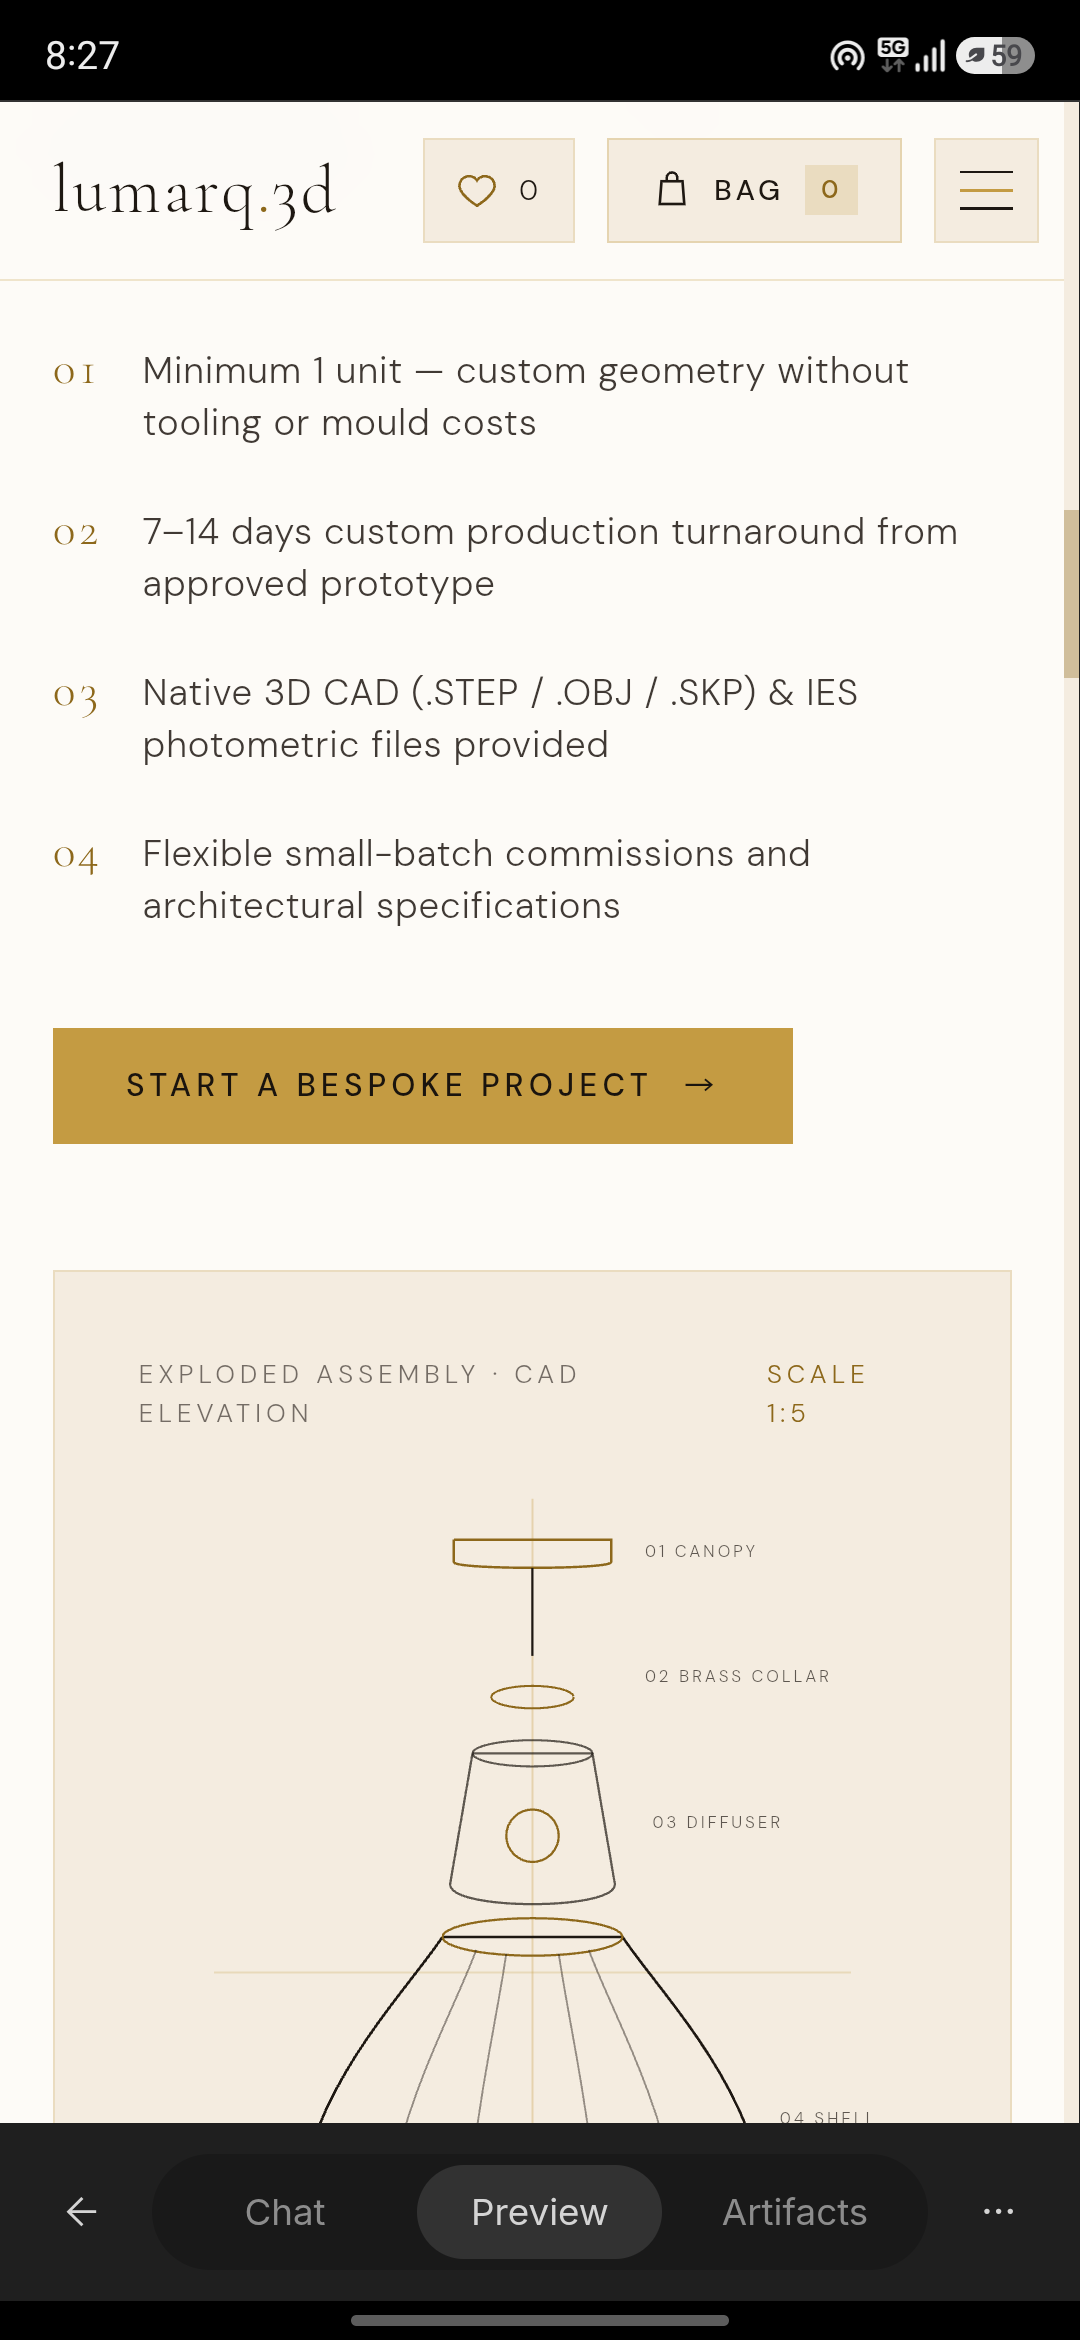 8:27
5G
59
lumarq.3d
0
BAG
0
01
Minimum 1 unit — custom geometry without
tooling or mould costs
02
7–14 days custom production turnaround from
approved prototype
03
Native 3D CAD (.STEP / .OBJ / .SKP) & IES
photometric files provided
04
Flexible small-batch commissions and
architectural specifications
START A BESPOKE PROJECT →
EXPLODED ASSEMBLY · CAD
ELEVATION
SCALE
1:5
01 CANOPY
02 BRASS COLLAR
03 DIFFUSER
04 SHELL
Chat
Preview
Artifacts